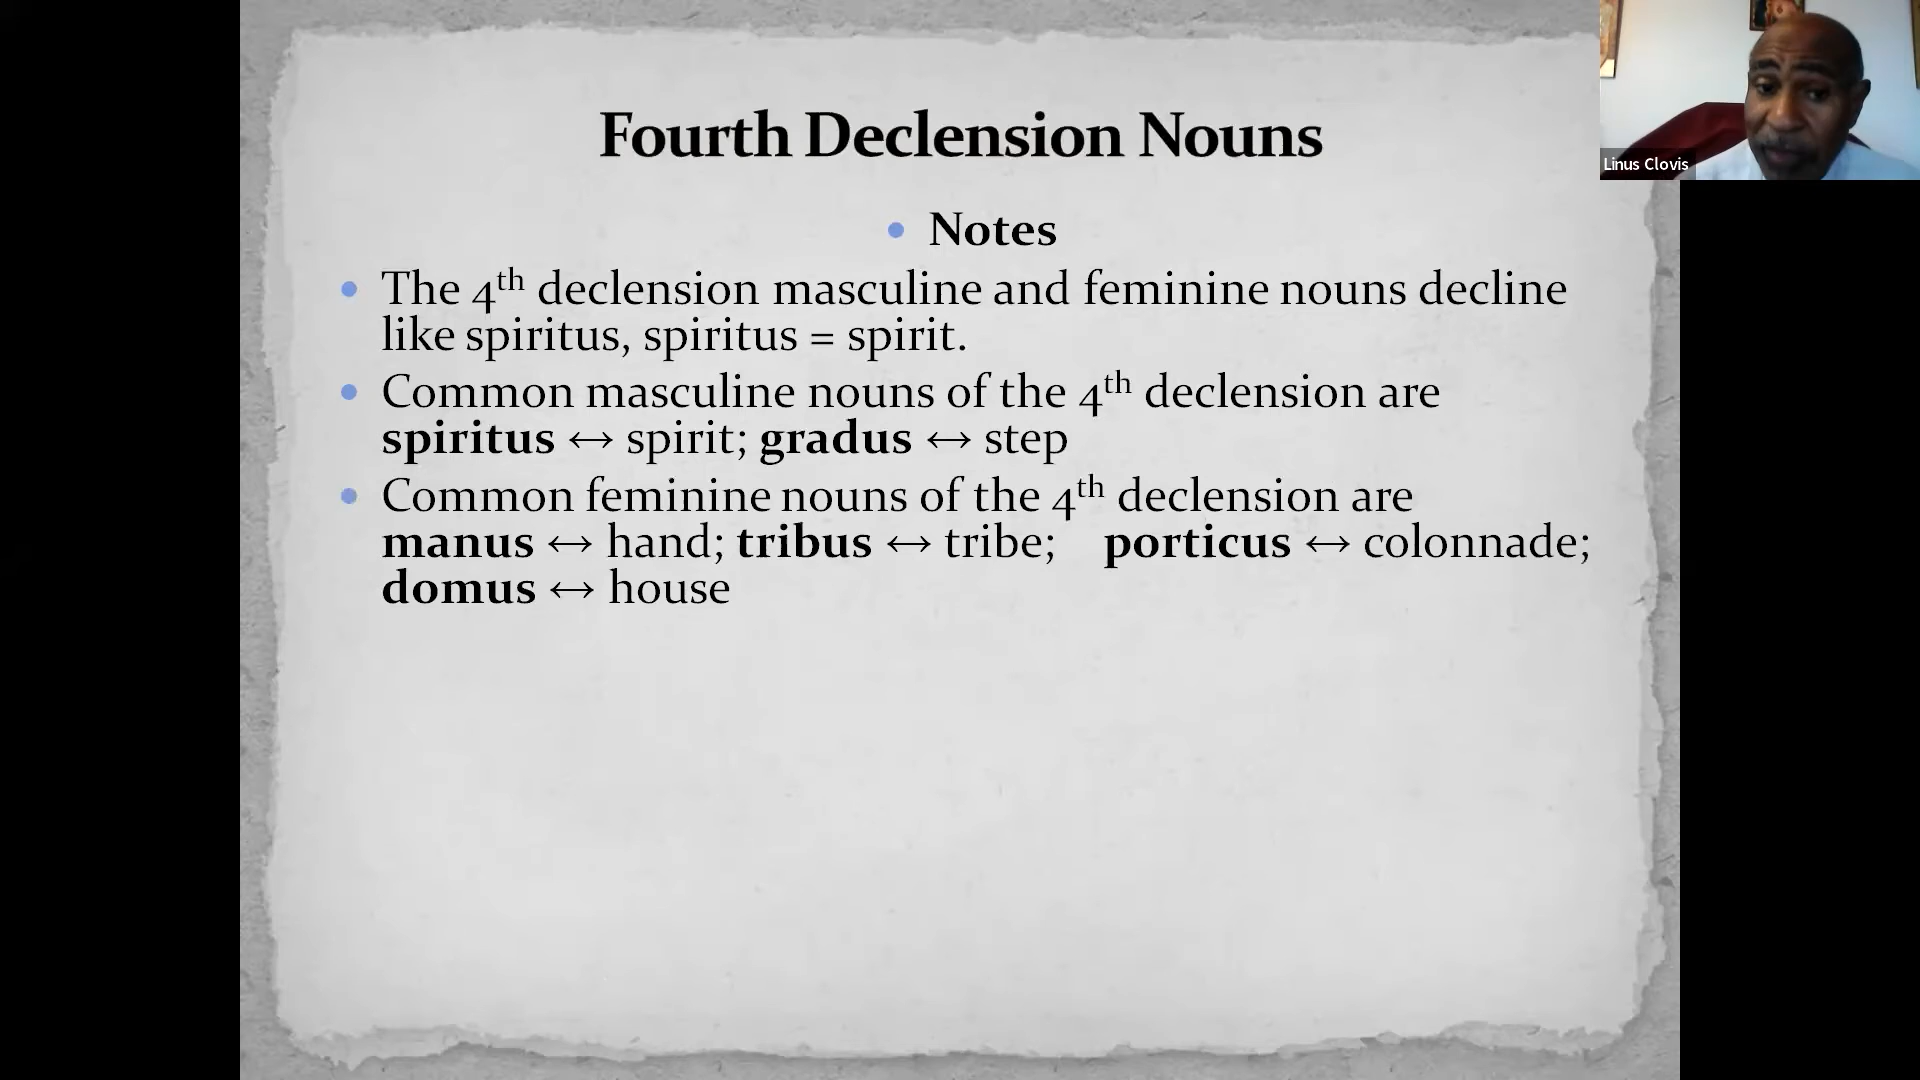 Fourth Declension Nouns
Linus Clovis
• Notes
• The 4th declension masculine and feminine nouns decline
like spiritus, spiritus = spirit.
• Common masculine nouns of the 4th declension are
spiritus ↔ spirit; gradus ↔ step
• Common feminine nouns of the 4th declension are
manus ↔ hand; tribus ↔ tribe; porticus ↔ colonnade;
domus ↔ house